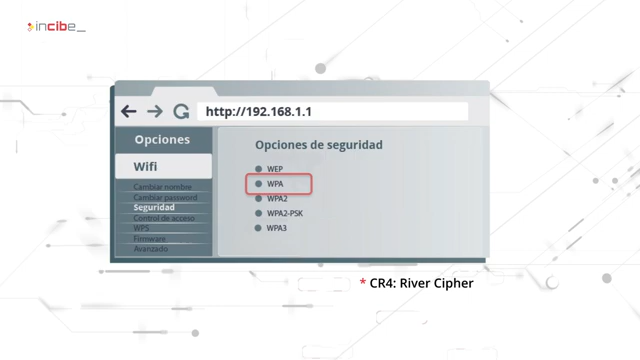 incibe_
http://192.168.1.1
Opciones
Wifi
Cambiar nombre
Cambiar password
Seguridad
Control de acceso
WPS
Firmware
Avanzado
Opciones de seguridad
WEP
WPA
WPA2
WPA2-PSK
WPA3
* CR4: River Cipher